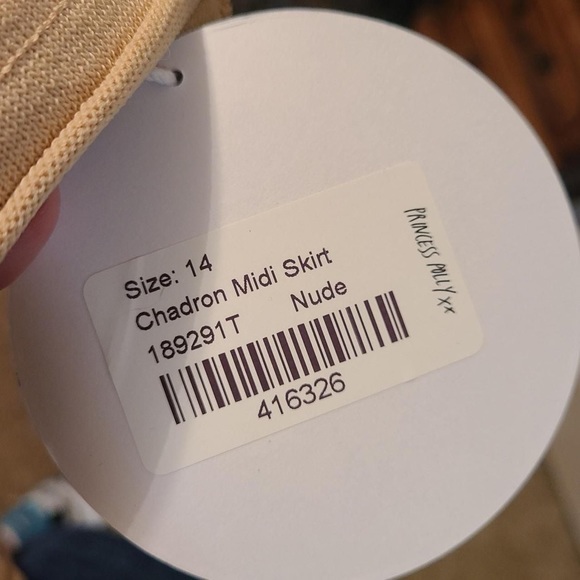 Size: 14
Chadron Midi Skirt
189291T Nude
416326
PRINCESS POLLY xx